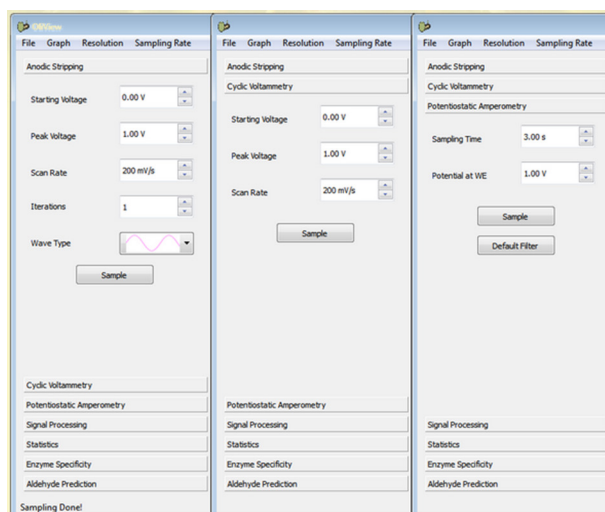 File Graph Resolution Sampling Rate
Anodic Stripping
Starting Voltage 0.00 V
Peak Voltage 1.00 V
Scan Rate 200 mV/s
Iterations 1
Wave Type
Sample
Cyclic Voltammetry
Potentiostatic Amperometry
Signal Processing
Statistics
Enzyme Specificity
Aldehyde Prediction
Sampling Done!
File Graph Resolution Sampling Rate
Anodic Stripping
Cyclic Voltammetry
Starting Voltage 0.00 V
Peak Voltage 1.00 V
Scan Rate 200 mV/s
Sample
Potentiostatic Amperometry
Signal Processing
Statistics
Enzyme Specificity
Aldehyde Prediction
File Graph Resolution Sampling Rate
Anodic Stripping
Cyclic Voltammetry
Potentiostatic Amperometry
Sampling Time 3.00 s
Potential at WE 1.00 V
Sample
Default Filter
Signal Processing
Statistics
Enzyme Specificity
Aldehyde Prediction